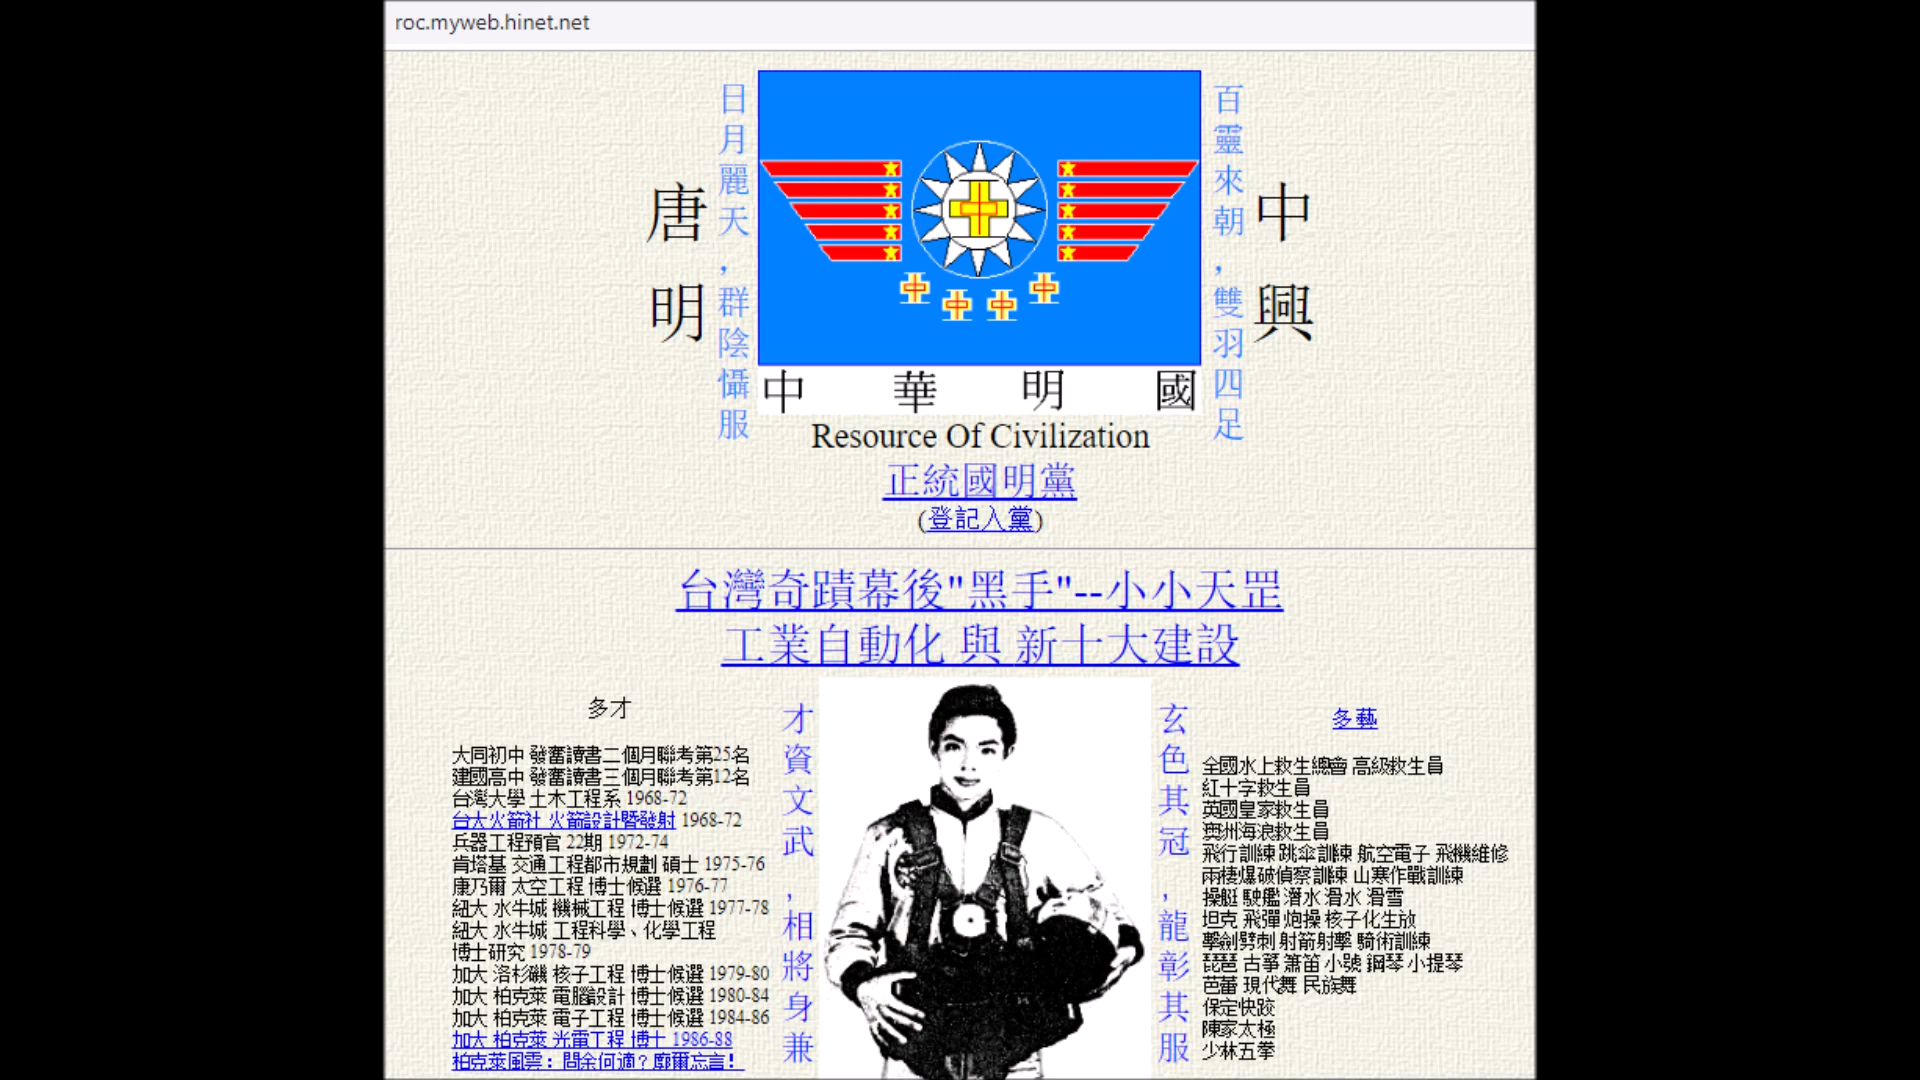 roc.myweb.hinet.net
唐明
日月麗天，群陰懾服
百靈來朝，雙羽四足
中興
中華明國
Resource Of Civilization
正統國明黨
(登記入黨)
台灣奇蹟幕後"黑手"--小小天罡
工業自動化 與 新十大建設
多才
大同初中 發奮讀書二個月聯考第25名
建國高中 發奮讀書三個月聯考第12名
台灣大學 土木工程系 1968-72
台大火箭社 火箭設計暨發射 1968-72
兵器工程預官 22期 1972-74
肯塔基 交通工程都市規劃 碩士 1975-76
康乃爾 太空工程 博士候選 1976-77
紐大 水牛城 機械工程 博士候選 1977-78
紐大 水牛城 工程科學、化學工程
博士研究 1978-79
加大 洛杉磯 核子工程 博士候選 1979-80
加大 柏克萊 電腦設計 博士候選 1980-84
加大 柏克萊 電子工程 博士候選 1984-86
加大 柏克萊 光電工程 博士 1986-88
柏克萊風雲：問余何適？廓爾忘言！
才資文武，相將身兼
玄色其冠，龍彰其服
多藝
全國水上救生總會 高級救生員
紅十字救生員
英國皇家救生員
澳州海浪救生員
飛行訓練 跳傘訓練 航空電子 飛機維修
兩棲爆破偵察訓練 山寒作戰訓練
操艇 駛艦 潛水 滑水 滑雪
坦克 飛彈 炮操 核子化生放
擊劍劈刺 射箭射擊 騎術訓練
琵琶 古箏 簫笛 小號 鋼琴 小提琴
芭蕾 現代舞 民族舞
保定快跤
陳家太極
少林五拳